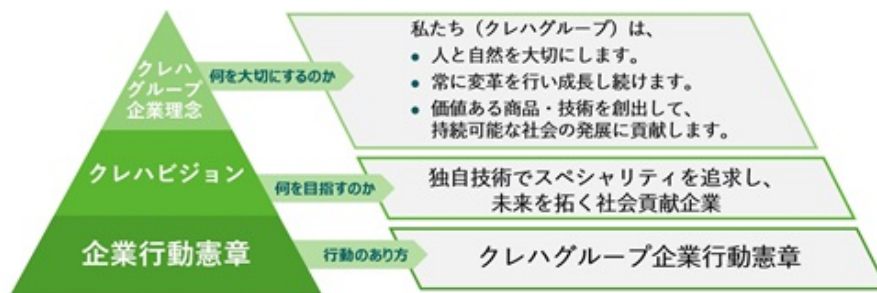 クレハ
グループ
企業理念
何を大切にするのか
私たち（クレハグループ）は、
• 人と自然を大切にします。
• 常に変革を行い成長し続けます。
• 価値ある商品・技術を創出して、
持続可能な社会の発展に貢献します。
クレハビジョン
何を目指すのか
独自技術でスペシャリティを追求し、
未来を拓く社会貢献企業
企業行動憲章
行動のあり方
クレハグループ企業行動憲章